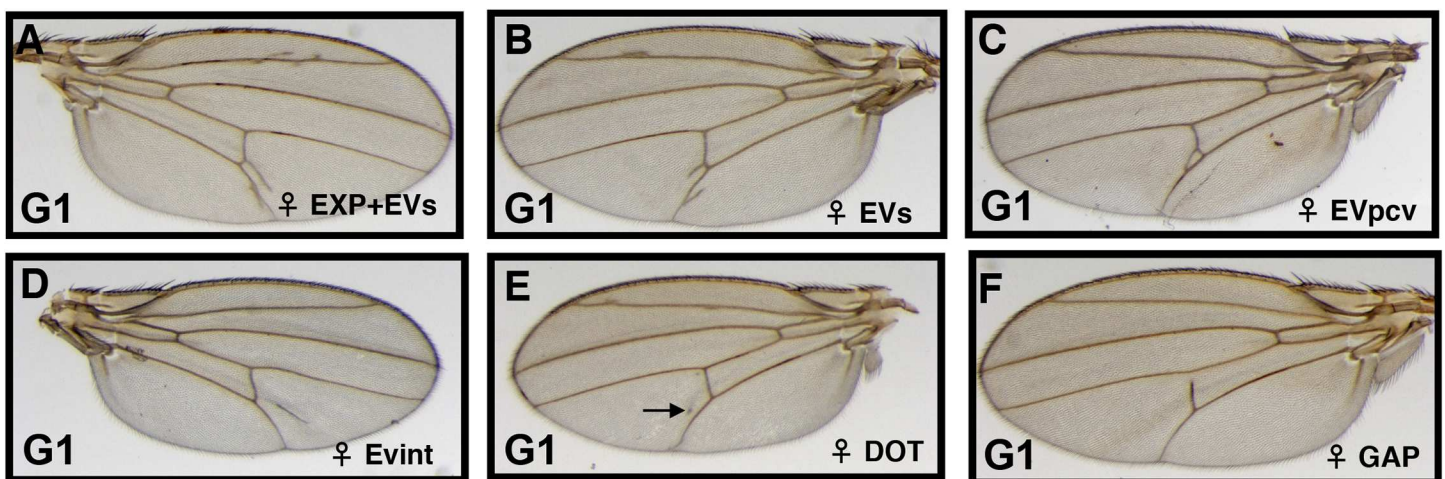 A
G1
♀ EXP+EVs
B
G1
♀ EVs
C
G1
♀ EVpcv
D
G1
♀ Evint
E
G1
♀ DOT
F
G1
♀ GAP